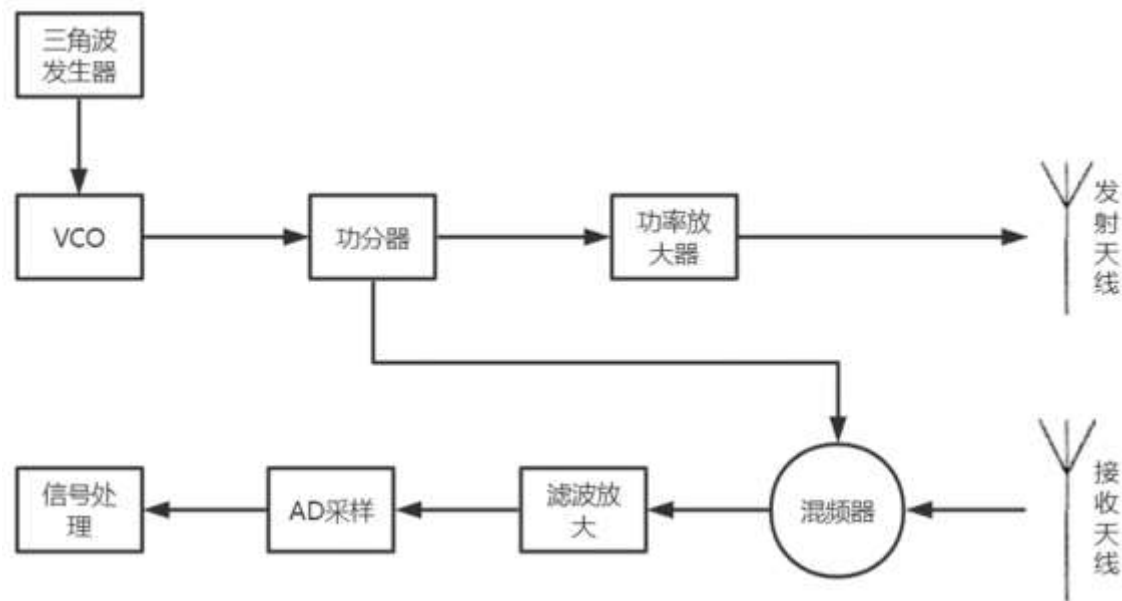 三角波
发生器
VCO
功分器
功率放
大器
发射天线
信号处
理
AD采样
滤波放
大
混频器
接收天线